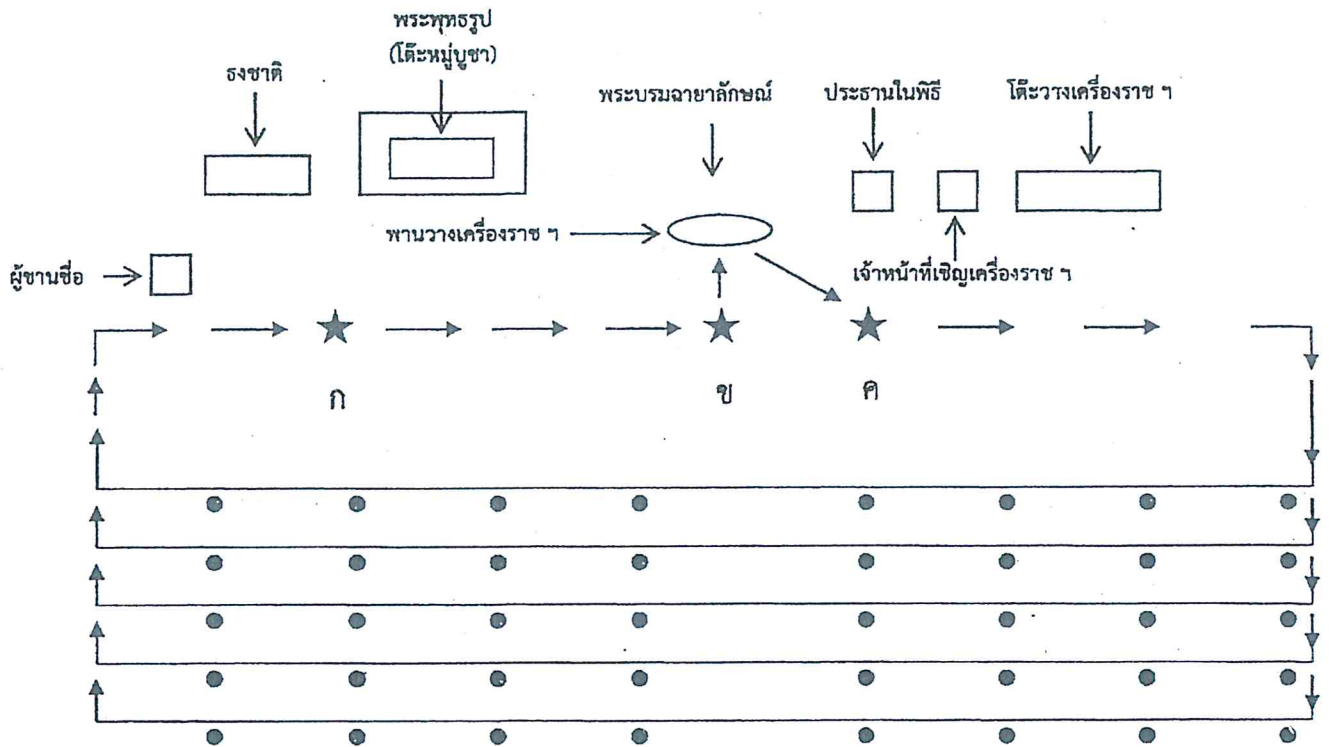 พระพุทธรูป
(โต๊ะหมู่บูชา)
ธงชาติ
พระบรมฉายาลักษณ์
ประธานในพิธี
โต๊ะวางเครื่องราช ฯ
พานวางเครื่องราช ฯ
เจ้าหน้าที่เชิญเครื่องราช ฯ
ผู้ขานชื่อ
ก
ข
ค